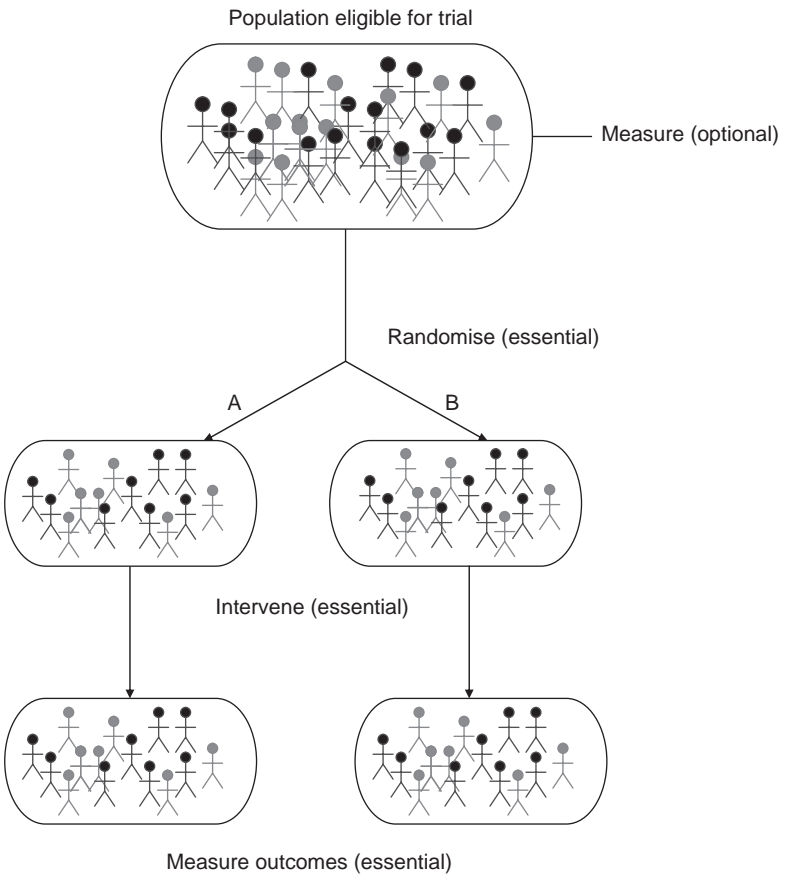 Population eligible for trial
Measure (optional)
Randomise (essential)
A
B
Intervene (essential)
Measure outcomes (essential)